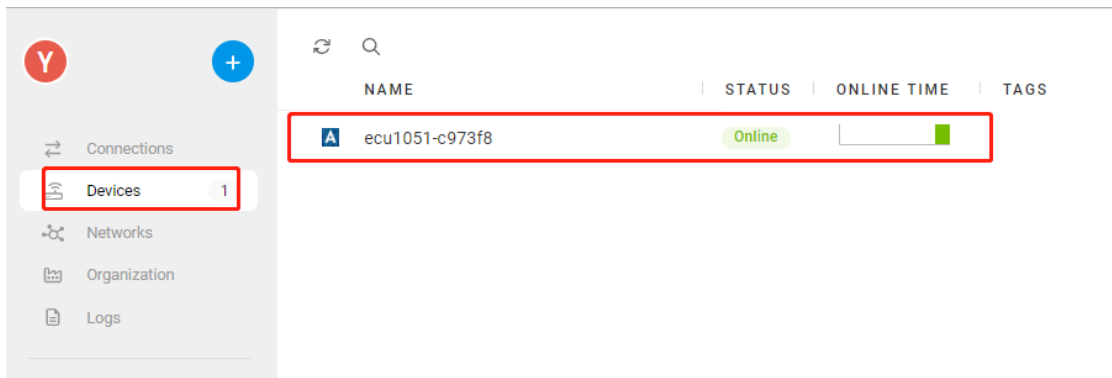 Y
+
Connections
Devices 1
Networks
Organization
Logs
NAME STATUS ONLINE TIME TAGS
A ecu1051-c973f8 Online